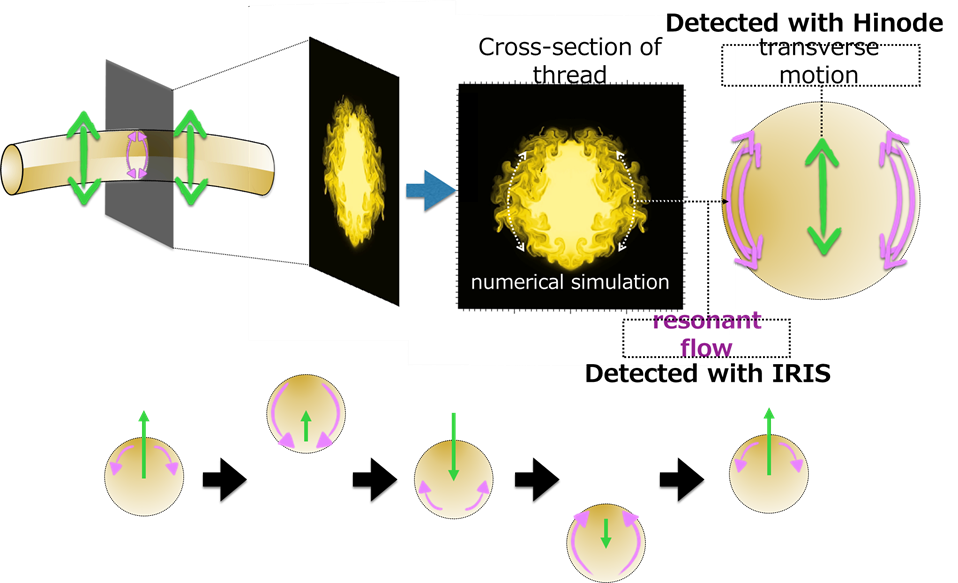 Detected with Hinode
transverse
motion
Cross-section of
thread
numerical simulation
resonant
flow
Detected with IRIS